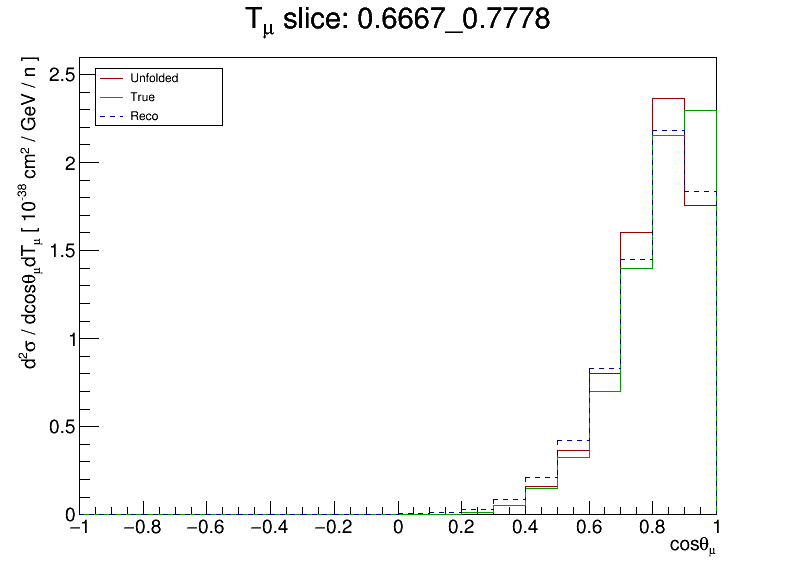 Tμ slice: 0.6667_0.7778
d²σ / dcosθμdTμ [ 10⁻³⁸ cm² / GeV / n ]
Unfolded
True
Reco
2.5
2
1.5
1
0.5
0
−1 −0.8 −0.6 −0.4 −0.2 0 0.2 0.4 0.6 0.8 1
cosθμ